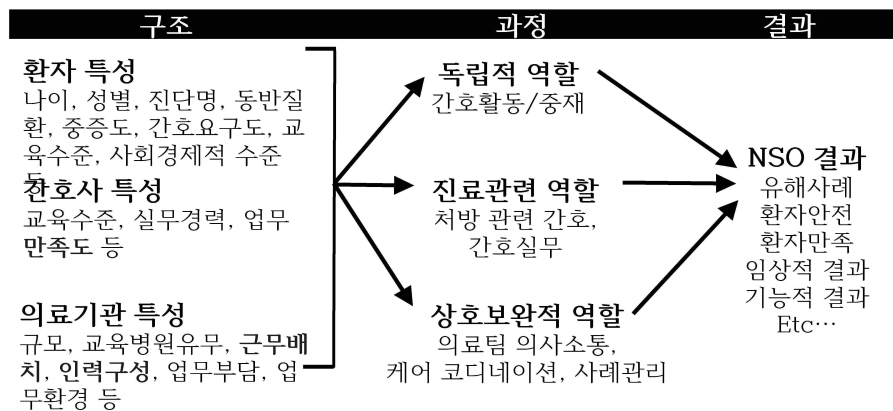 구조
과정
결과
환자 특성
나이, 성별, 진단명, 동반질
환, 중증도, 간호요구도, 교
육수준, 사회경제적 수준
등
간호사 특성
교육수준, 실무경력, 업무
만족도 등
의료기관 특성
규모, 교육병원유무, 근무배
치, 인력구성, 업무부담, 업
무환경 등
독립적 역할
간호활동/중재
진료관련 역할
처방 관련 간호,
간호실무
상호보완적 역할
의료팀 의사소통,
케어 코디네이션, 사례관리
NSO 결과
유해사례
환자안전
환자만족
임상적 결과
기능적 결과
Etc…